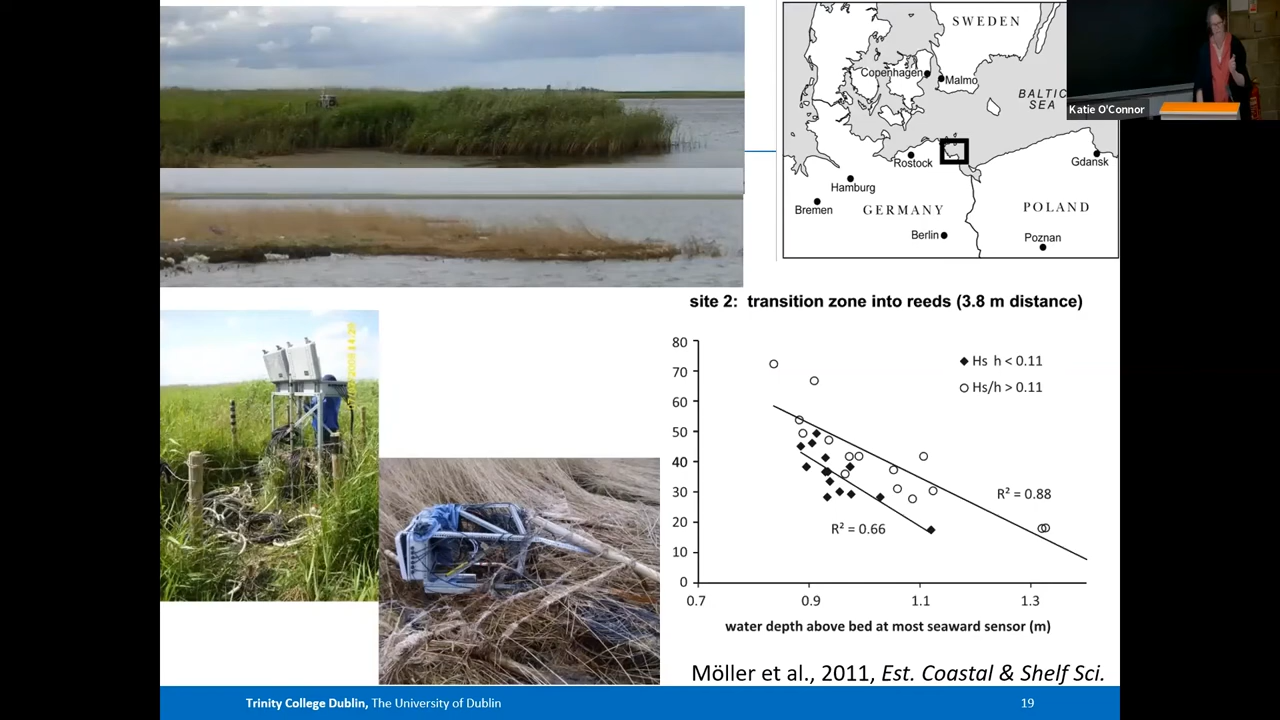 SWEDEN
Copenhagen
Malmo
BALTIC
SEA
Katie O'Connor
Rostock
Gdansk
Hamburg
Bremen
GERMANY
POLAND
Berlin
Poznan
site 2: transition zone into reeds (3.8 m distance)
80
70
60
50
40
30
20
10
0
Hs h < 0.11
Hs/h > 0.11
R² = 0.88
R² = 0.66
0.7
0.9
1.1
1.3
water depth above bed at most seaward sensor (m)
Möller et al., 2011, Est. Coastal & Shelf Sci.
Trinity College Dublin, The University of Dublin
19